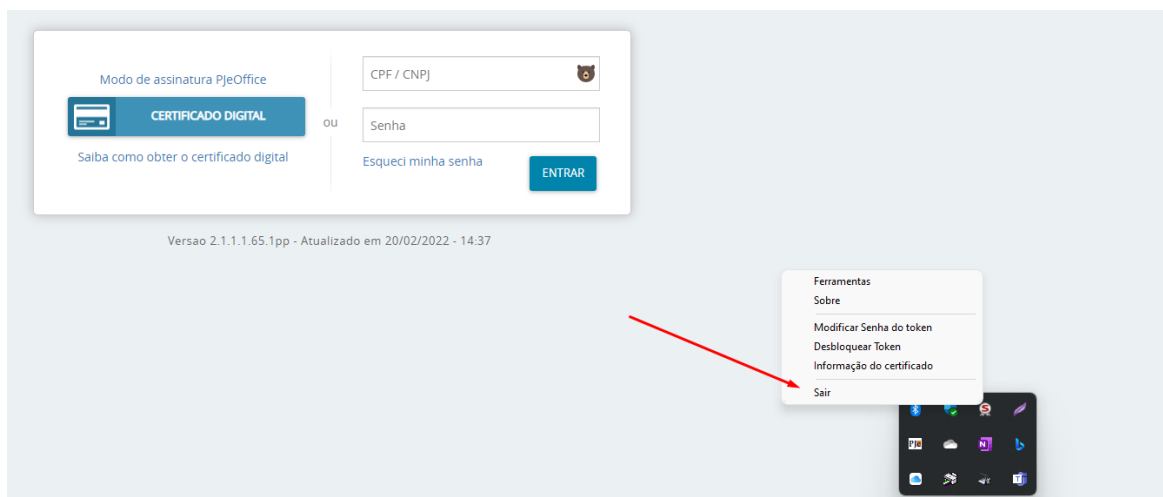 Modo de assinatura PJeOffice
CERTIFICADO DIGITAL
Saiba como obter o certificado digital
ou
CPF / CNPJ
Senha
Esqueci minha senha
ENTRAR
Versao 2.1.1.1.65.1pp - Atualizado em 20/02/2022 - 14:37
Ferramentas
Sobre
Modificar Senha do token
Desbloquear Token
Informação do certificado
Sair
PJe